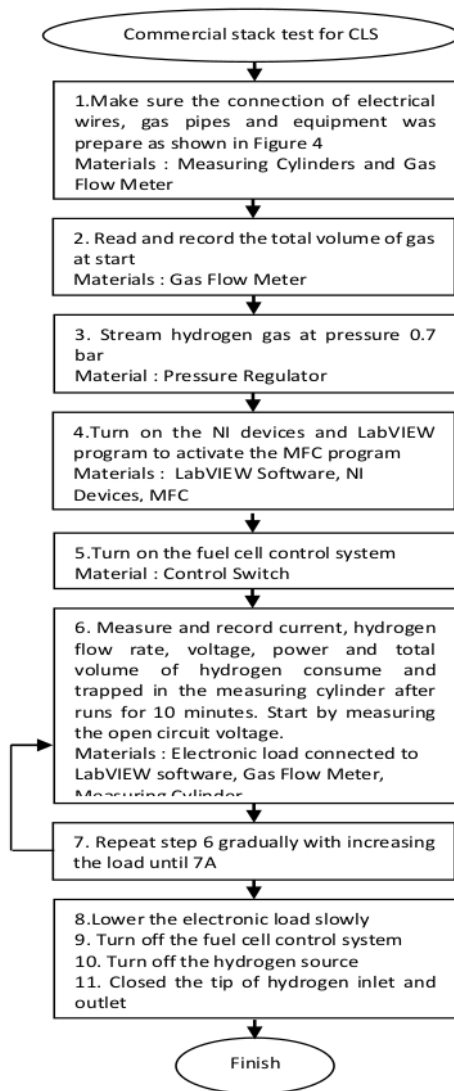 Commercial stack test for CLS
1.Make sure the connection of electrical
wires, gas pipes and equipment was
prepare as shown in Figure 4
Materials : Measuring Cylinders and Gas
Flow Meter
2. Read and record the total volume of gas
at start
Materials : Gas Flow Meter
3. Stream hydrogen gas at pressure 0.7
bar
Material : Pressure Regulator
4.Turn on the NI devices and LabVIEW
program to activate the MFC program
Materials : LabVIEW Software, NI
Devices, MFC
5.Turn on the fuel cell control system
Material : Control Switch
6. Measure and record current, hydrogen
flow rate, voltage, power and total
volume of hydrogen consume and
trapped in the measuring cylinder after
runs for 10 minutes. Start by measuring
the open circuit voltage.
Materials : Electronic load connected to
LabVIEW software, Gas Flow Meter,
Measuring Cylinder
7. Repeat step 6 gradually with increasing
the load until 7A
8.Lower the electronic load slowly
9. Turn off the fuel cell control system
10. Turn off the hydrogen source
11. Closed the tip of hydrogen inlet and
outlet
Finish